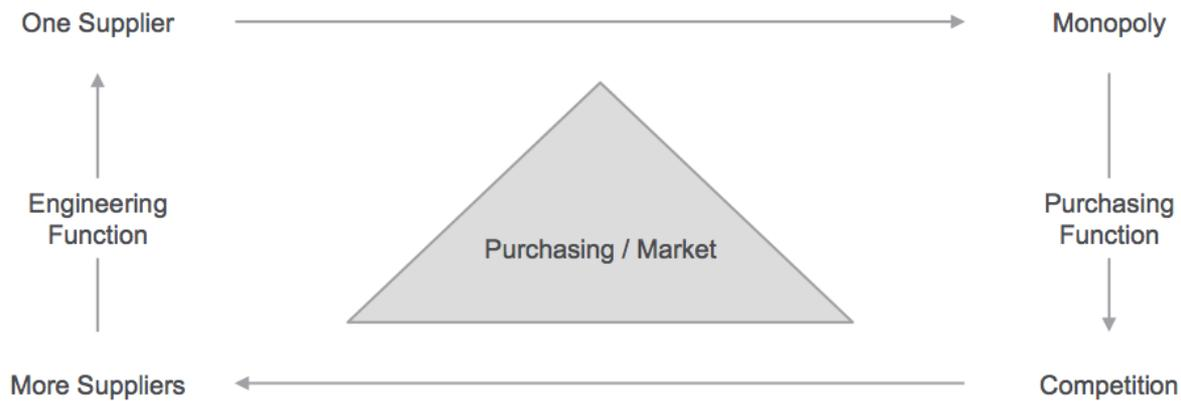 One Supplier
Monopoly
Engineering
Function
Purchasing / Market
Purchasing
Function
More Suppliers
Competition